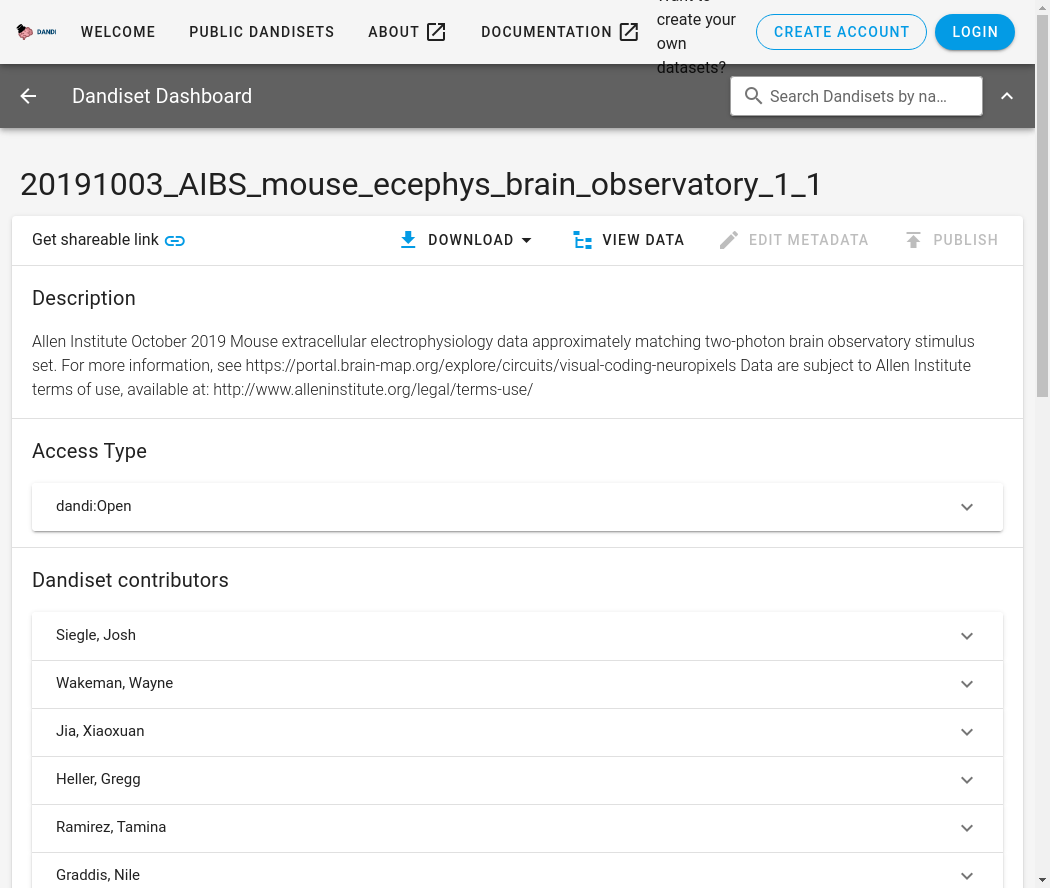 DANDI
WELCOME
PUBLIC DANDISETS
ABOUT
DOCUMENTATION
create your
own
datasets?
CREATE ACCOUNT
LOGIN
Dandiset Dashboard
Search Dandisets by na…
20191003_AIBS_mouse_ecephys_brain_observatory_1_1
Get shareable link
DOWNLOAD
VIEW DATA
EDIT METADATA
PUBLISH
Description
Allen Institute October 2019 Mouse extracellular electrophysiology data approximately matching two-photon brain observatory stimulus
set. For more information, see https://portal.brain-map.org/explore/circuits/visual-coding-neuropixels Data are subject to Allen Institute
terms of use, available at: http://www.alleninstitute.org/legal/terms-use/
Access Type
dandi:Open
Dandiset contributors
Siegle, Josh
Wakeman, Wayne
Jia, Xiaoxuan
Heller, Gregg
Ramirez, Tamina
Graddis, Nile